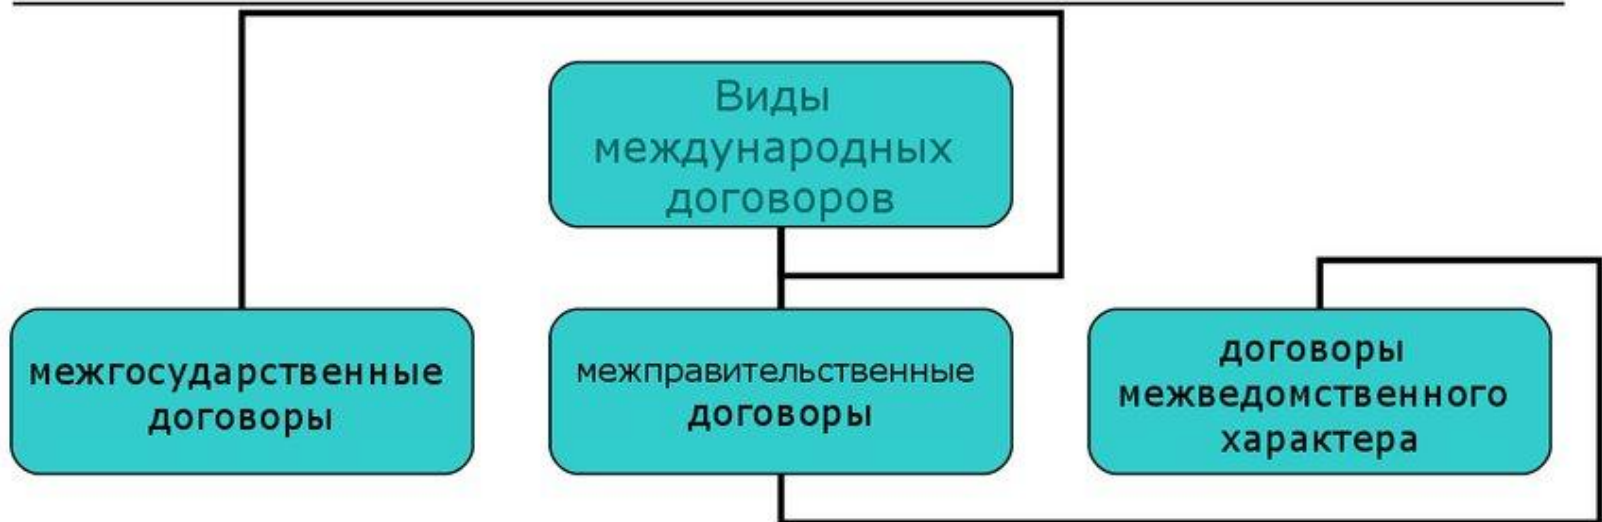 Виды
международных
договоров
межгосударственные
договоры
межправительственные
договоры
договоры
межведомственного
характера